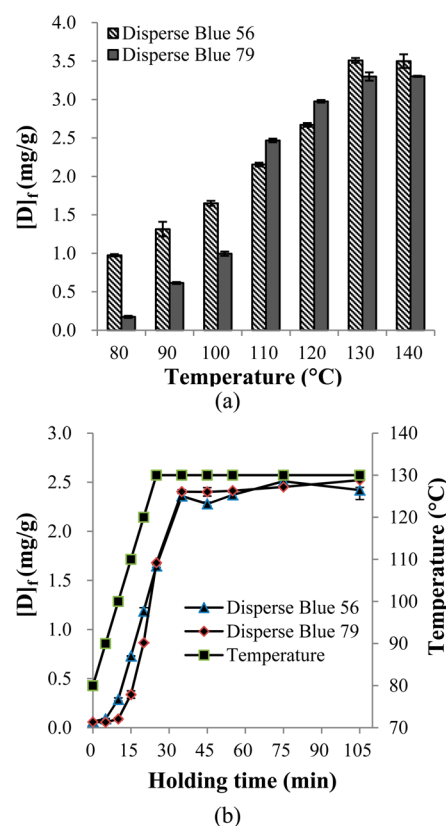 (a)
4.0
3.5
3.0
2.5
2.0
1.5
1.0
0.5
0.0
[D]f (mg/g)
Disperse Blue 56
Disperse Blue 79
80 90 100 110 120 130 140
Temperature (°C)
(a)
3.0
2.5
2.0
1.5
1.0
0.5
0.0
[D]f (mg/g)
140
130
120
110
100
90
80
70
Temperature (°C)
Disperse Blue 56
Disperse Blue 79
Temperature
0 15 30 45 60 75 90 105
Holding time (min)
(b)